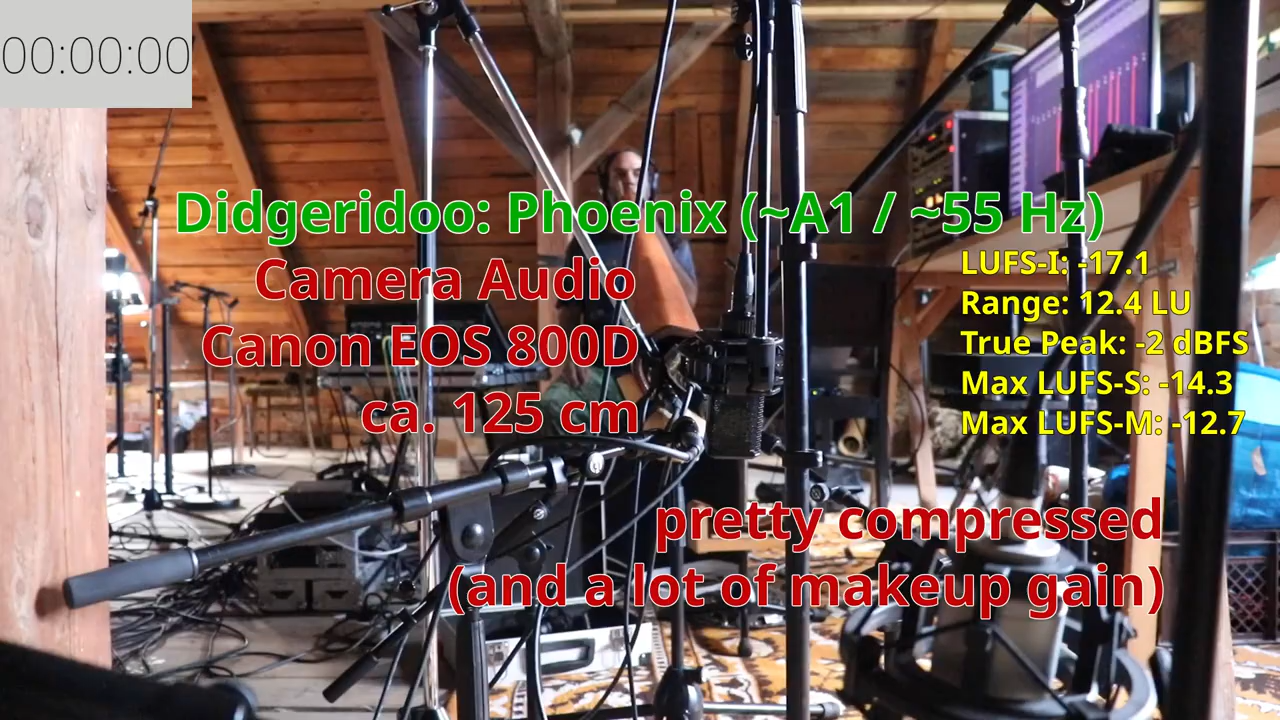 00:00:00
Didgeridoo: Phoenix (~A1 / ~55 Hz)
Camera Audio
Canon EOS 800D
ca. 125 cm
LUFS-I: -17.1
Range: 12.4 LU
True Peak: -2 dBFS
Max LUFS-S: -14.3
Max LUFS-M: -12.7
pretty compressed
(and a lot of makeup gain)